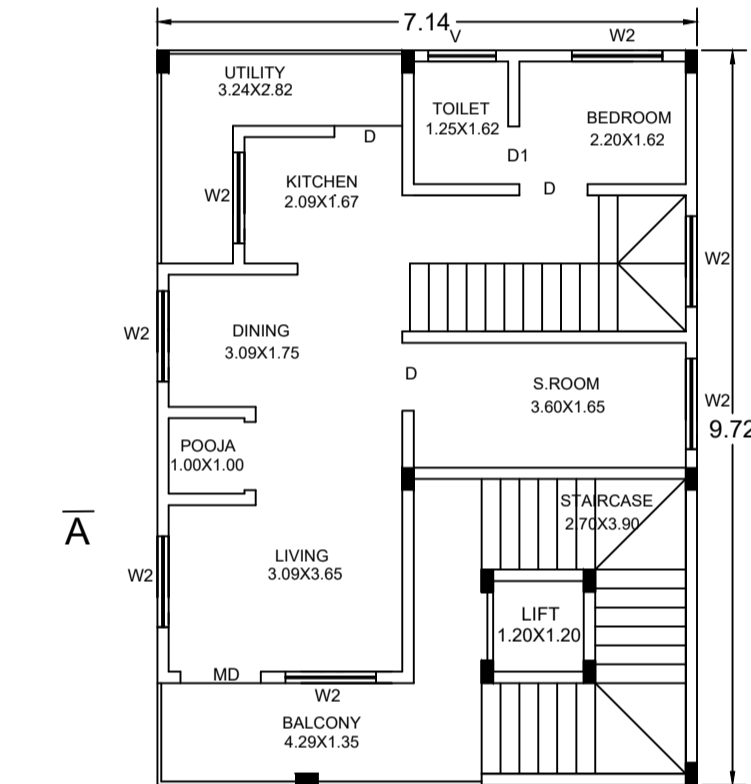 7.14
V
W2
UTILITY
3.24X2.82
TOILET
1.25X1.62
BEDROOM
2.20X1.62
D
D1
KITCHEN
2.09X1.67
D
W2
W2
DINING
3.09X1.75
W2
D
S.ROOM
3.60X1.65
W2
9.72
POOJA
1.00X1.00
STAIRCASE
2.70X3.90
A
W2
LIVING
3.09X3.65
LIFT
1.20X1.20
MD
W2
BALCONY
4.29X1.35